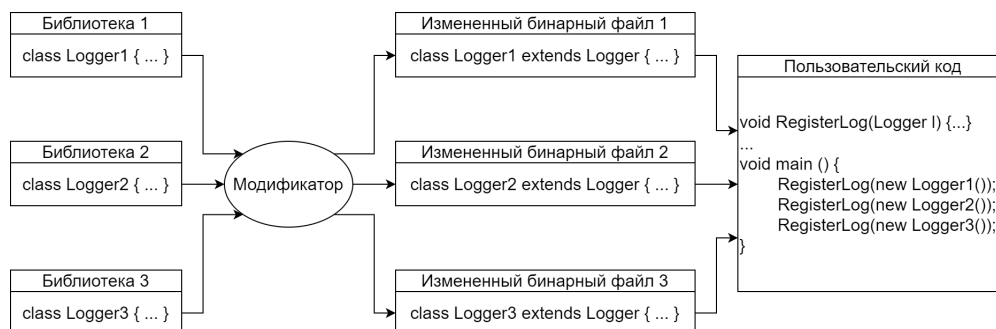 Библиотека 1
class Logger1 { ... }
Библиотека 2
class Logger2 { ... }
Библиотека 3
class Logger3 { ... }
Модификатор
Измененный бинарный файл 1
class Logger1 extends Logger { ... }
Измененный бинарный файл 2
class Logger2 extends Logger { ... }
Измененный бинарный файл 3
class Logger3 extends Logger { ... }
Пользовательский код
void RegisterLog(Logger l) {...}
...
void main () {
RegisterLog(new Logger1());
RegisterLog(new Logger2());
RegisterLog(new Logger3());
}